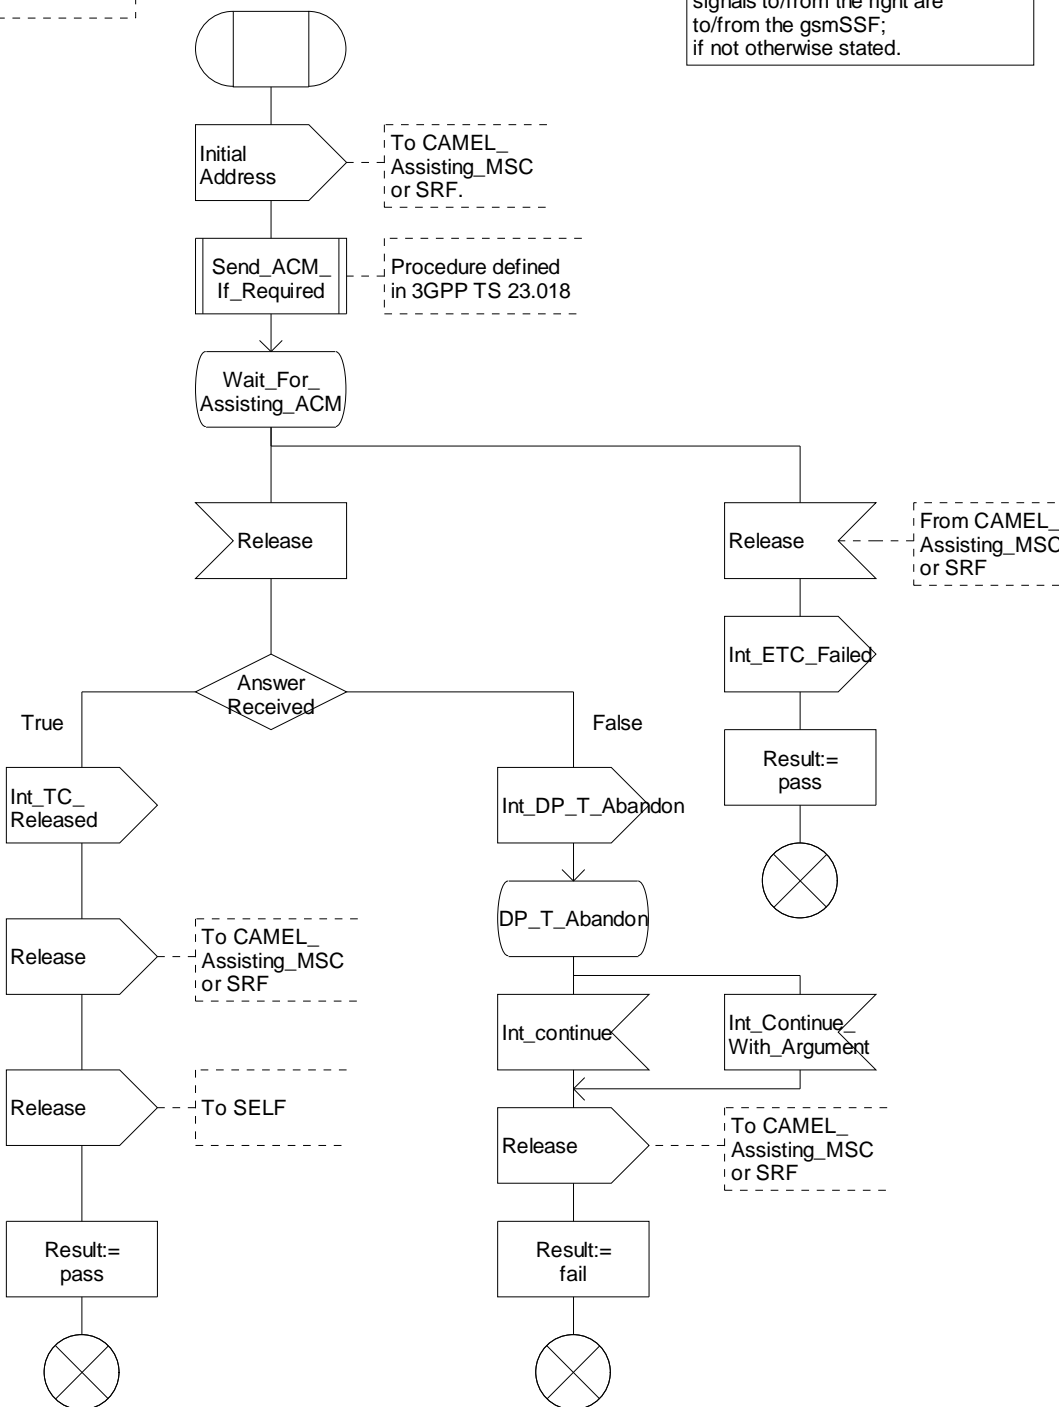 signals to/from the right are
to/from the gsmSSF;
if not otherwise stated.
Initial
Address
To CAMEL_
Assisting_MSC
or SRF.
Send_ACM_
If_Required
Procedure defined
in 3GPP TS 23.018
Wait_For_
Assisting_ACM
Release
Release
From CAMEL_
Assisting_MSC
or SRF
Int_ETC_Failed
Answer
Received
True
False
Result:=
pass
Int_TC_
Released
Int_DP_T_Abandon
DP_T_Abandon
Release
To CAMEL_
Assisting_MSC
or SRF
Int_continue
Int_Continue_
With_Argument
Release
To SELF
Release
To CAMEL_
Assisting_MSC
or SRF
Result:=
pass
Result:=
fail